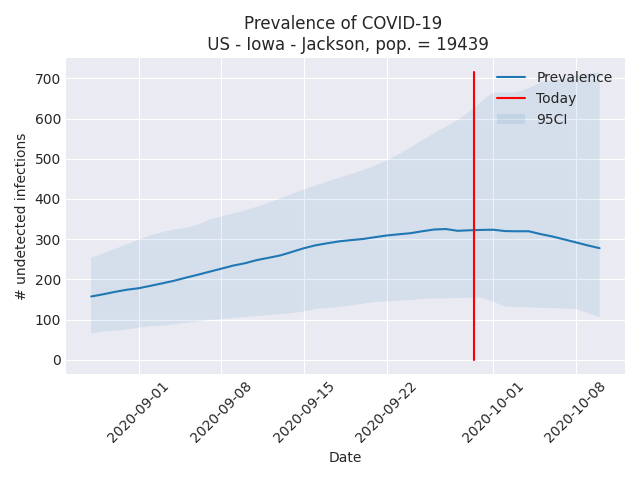 Prevalence of COVID-19
US - Iowa - Jackson, pop. = 19439
700
600
500
400
300
200
100
0
# undetected infections
Prevalence
Today
95CI
2020-09-01
2020-09-08
2020-09-15
2020-09-22
2020-10-01
2020-10-08
Date